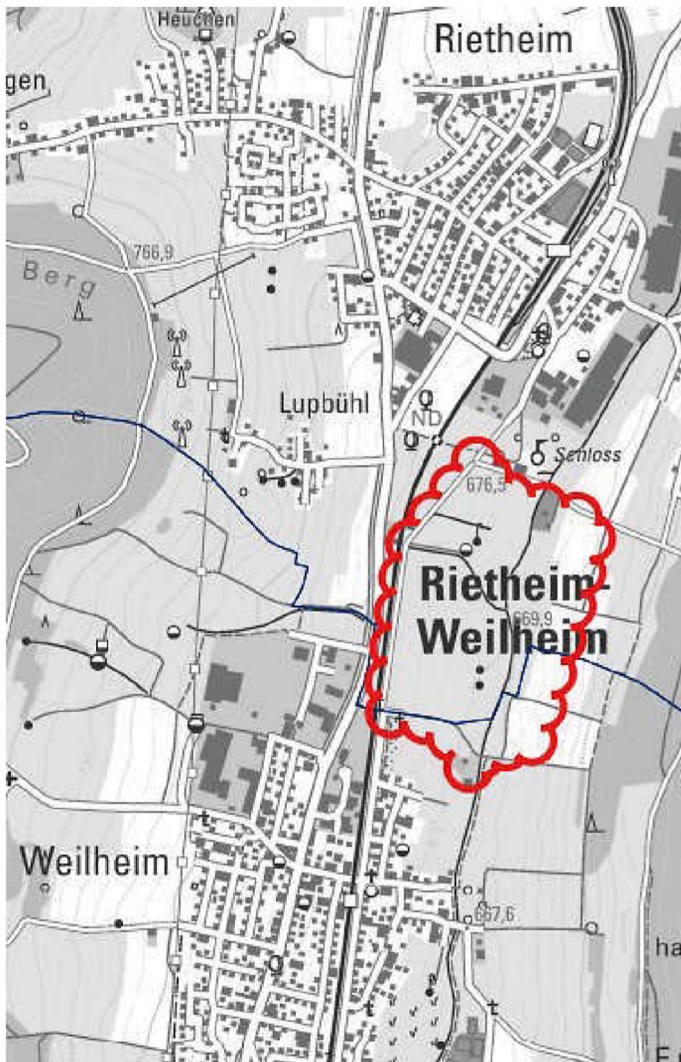 Heuchen
Rietheim
gen
766,9
Berg
Lupbühl
ND
Schloss
676,5
Rietheim-
669,9
Weilheim
Weilheim
667,6
ha